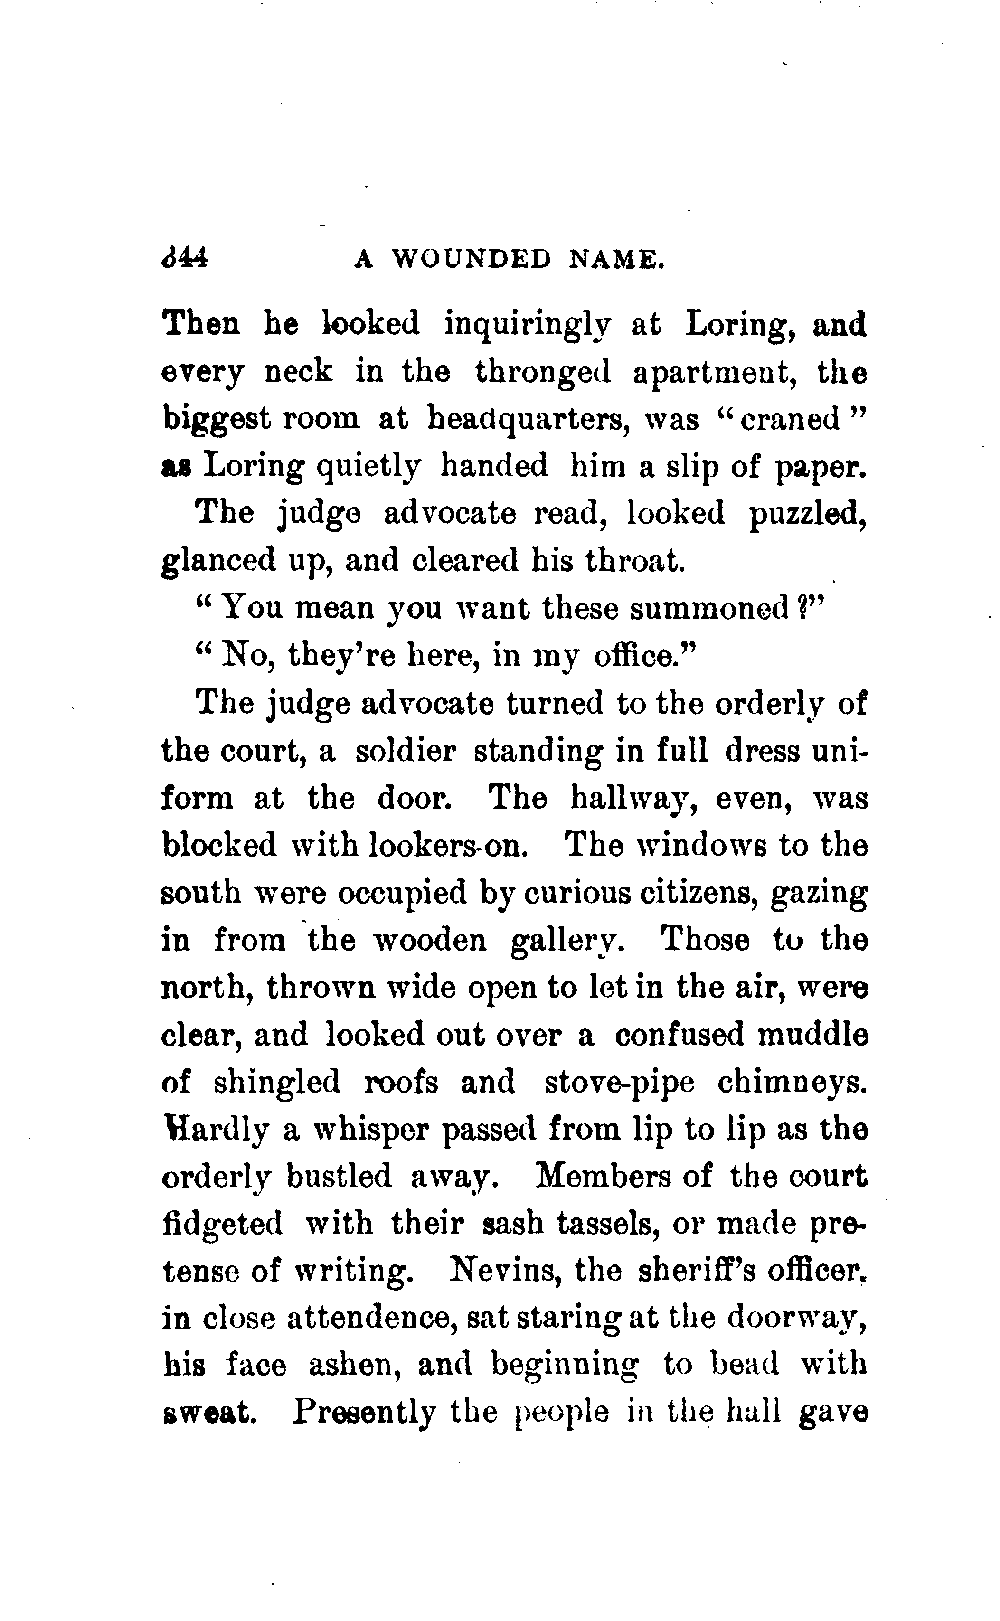 344 A WOUNDED NAME.
Then he looked inquiringly at Loring, and
every neck in the thronged apartment, the
biggest room at headquarters, was "craned"
as Loring quietly handed him a slip of paper.
The judge advocate read, looked puzzled,
glanced up, and cleared his throat.
"You mean you want these summoned?"
"No, they're here, in my office."
The judge advocate turned to the orderly of
the court, a soldier standing in full dress uni-
form at the door. The hallway, even, was
blocked with lookers-on. The windows to the
south were occupied by curious citizens, gazing
in from the wooden gallery. Those to the
north, thrown wide open to let in the air, were
clear, and looked out over a confused muddle
of shingled roofs and stove-pipe chimneys.
Hardly a whisper passed from lip to lip as the
orderly bustled away. Members of the court
fidgeted with their sash tassels, or made pre-
tense of writing. Nevins, the sheriff's officer.
in close attendence, sat staring at the doorway,
his face ashen, and beginning to bead with
sweat. Presently the people in the hall gave